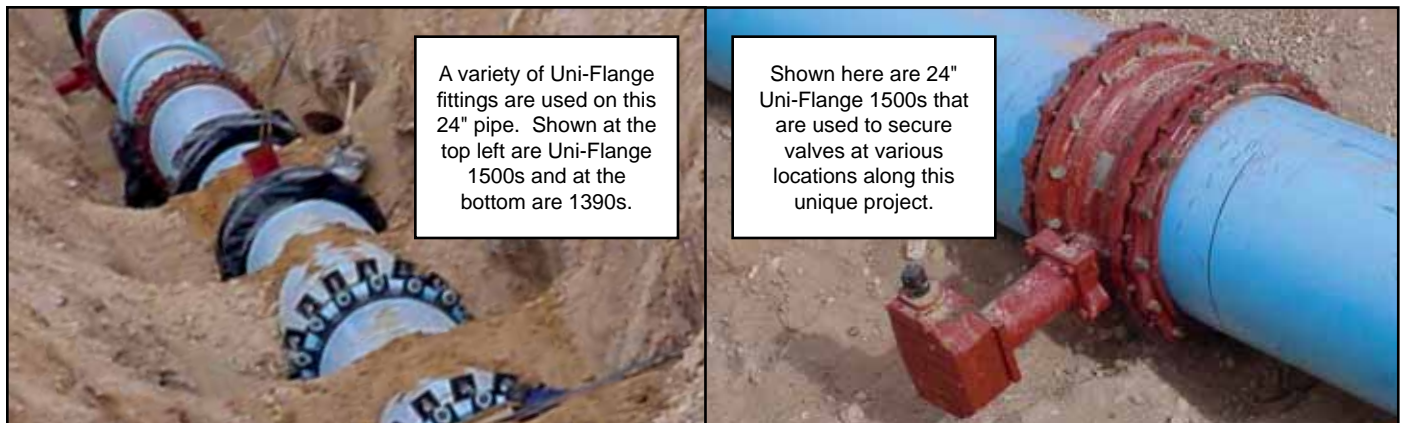 A variety of Uni-Flange
fittings are used on this
24" pipe. Shown at the
top left are Uni-Flange
1500s and at the
bottom are 1390s.
Shown here are 24"
Uni-Flange 1500s that
are used to secure
valves at various
locations along this
unique project.